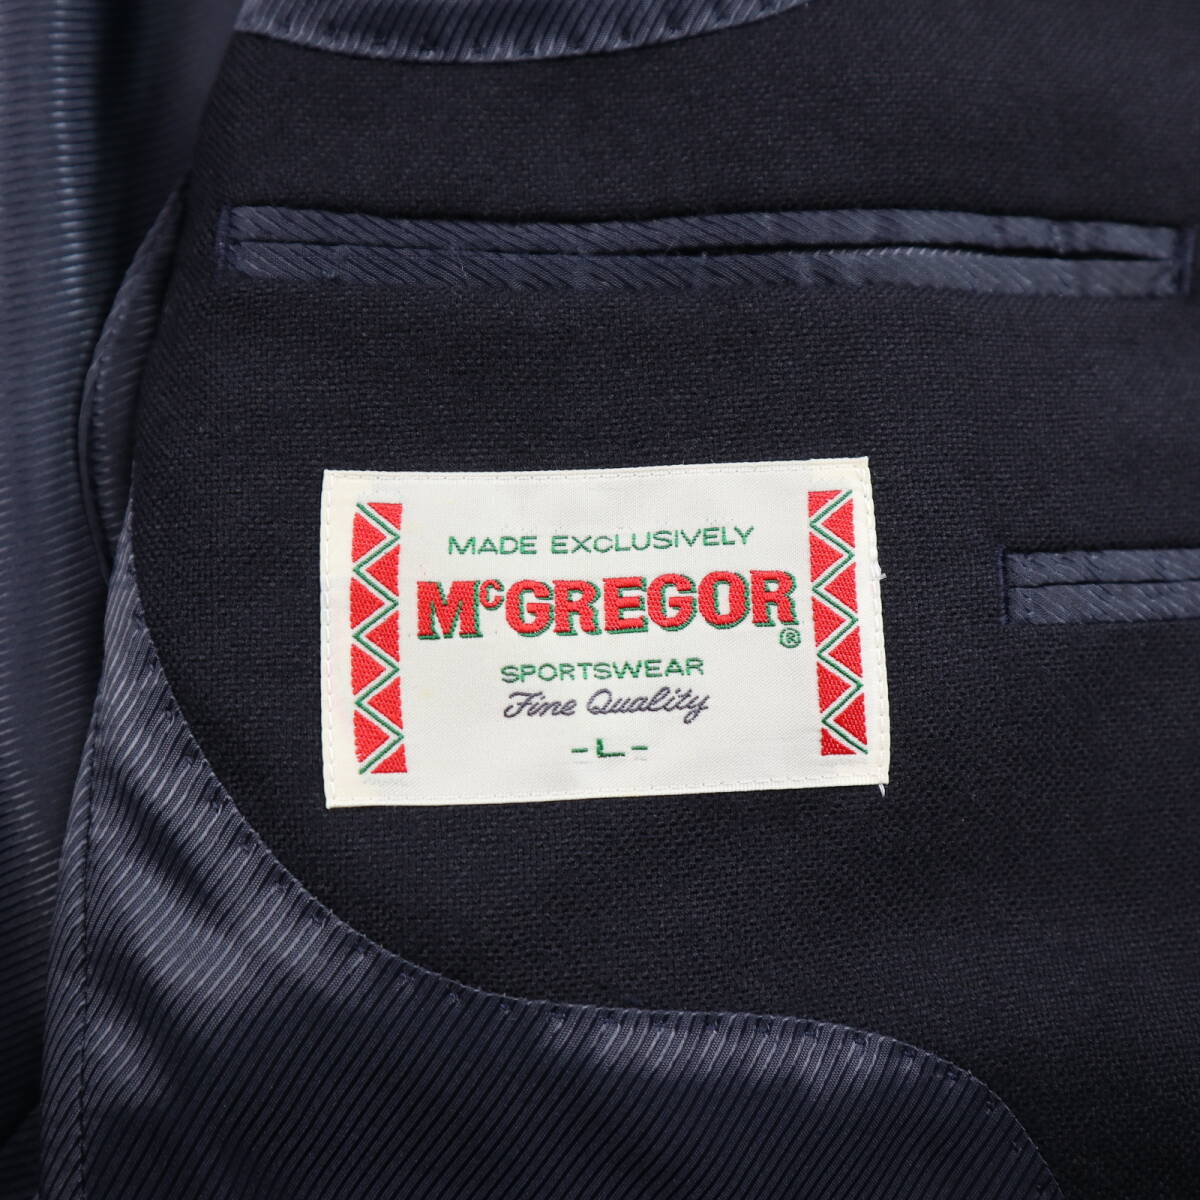 MADE EXCLUSIVELY
McGREGOR®
SPORTSWEAR
Fine Quality
-L-